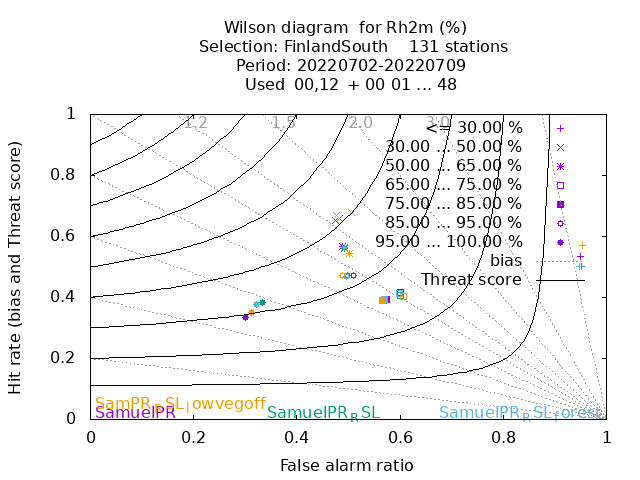 Wilson diagram  for Rh2m (%)
Selection: FinlandSouth    131 stations
Period: 20220702-20220709
Used  00,12  + 00 01 ... 48
1.2 1.5 2.0 3.0
<= 30.00 %
30.00 ... 50.00 %
50.00 ... 65.00 %
65.00 ... 75.00 %
75.00 ... 85.00 %
85.00 ... 95.00 %
95.00 ... 100.00 %
bias
Threat score
1
0.8
0.6
0.4
0.2
0
Hit rate (bias and Threat score)
SamPR_RSL_lowvegoff
SamuelPR
SamuelPR_RSL
SamuelPR_RSL_forest
0 0.2 0.4 0.6 0.8 1
False alarm ratio